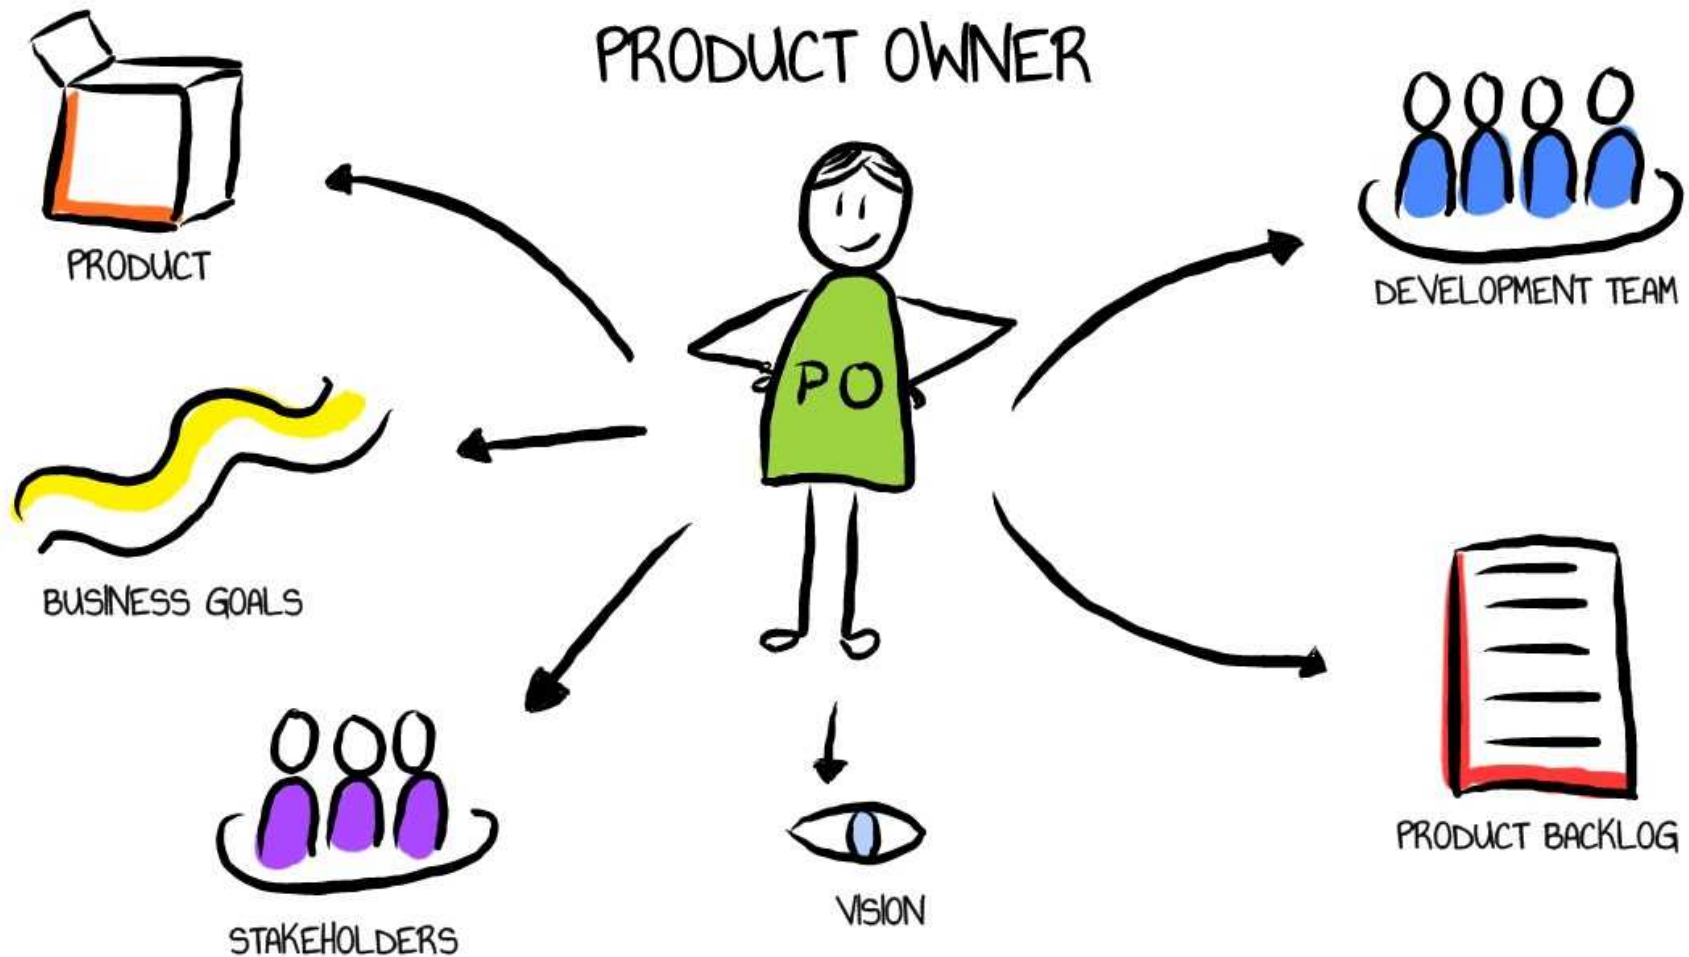 PRODUCT OWNER
PRODUCT
DEVELOPMENT TEAM
PO
BUSINESS GOALS
PRODUCT BACKLOG
STAKEHOLDERS
VISION